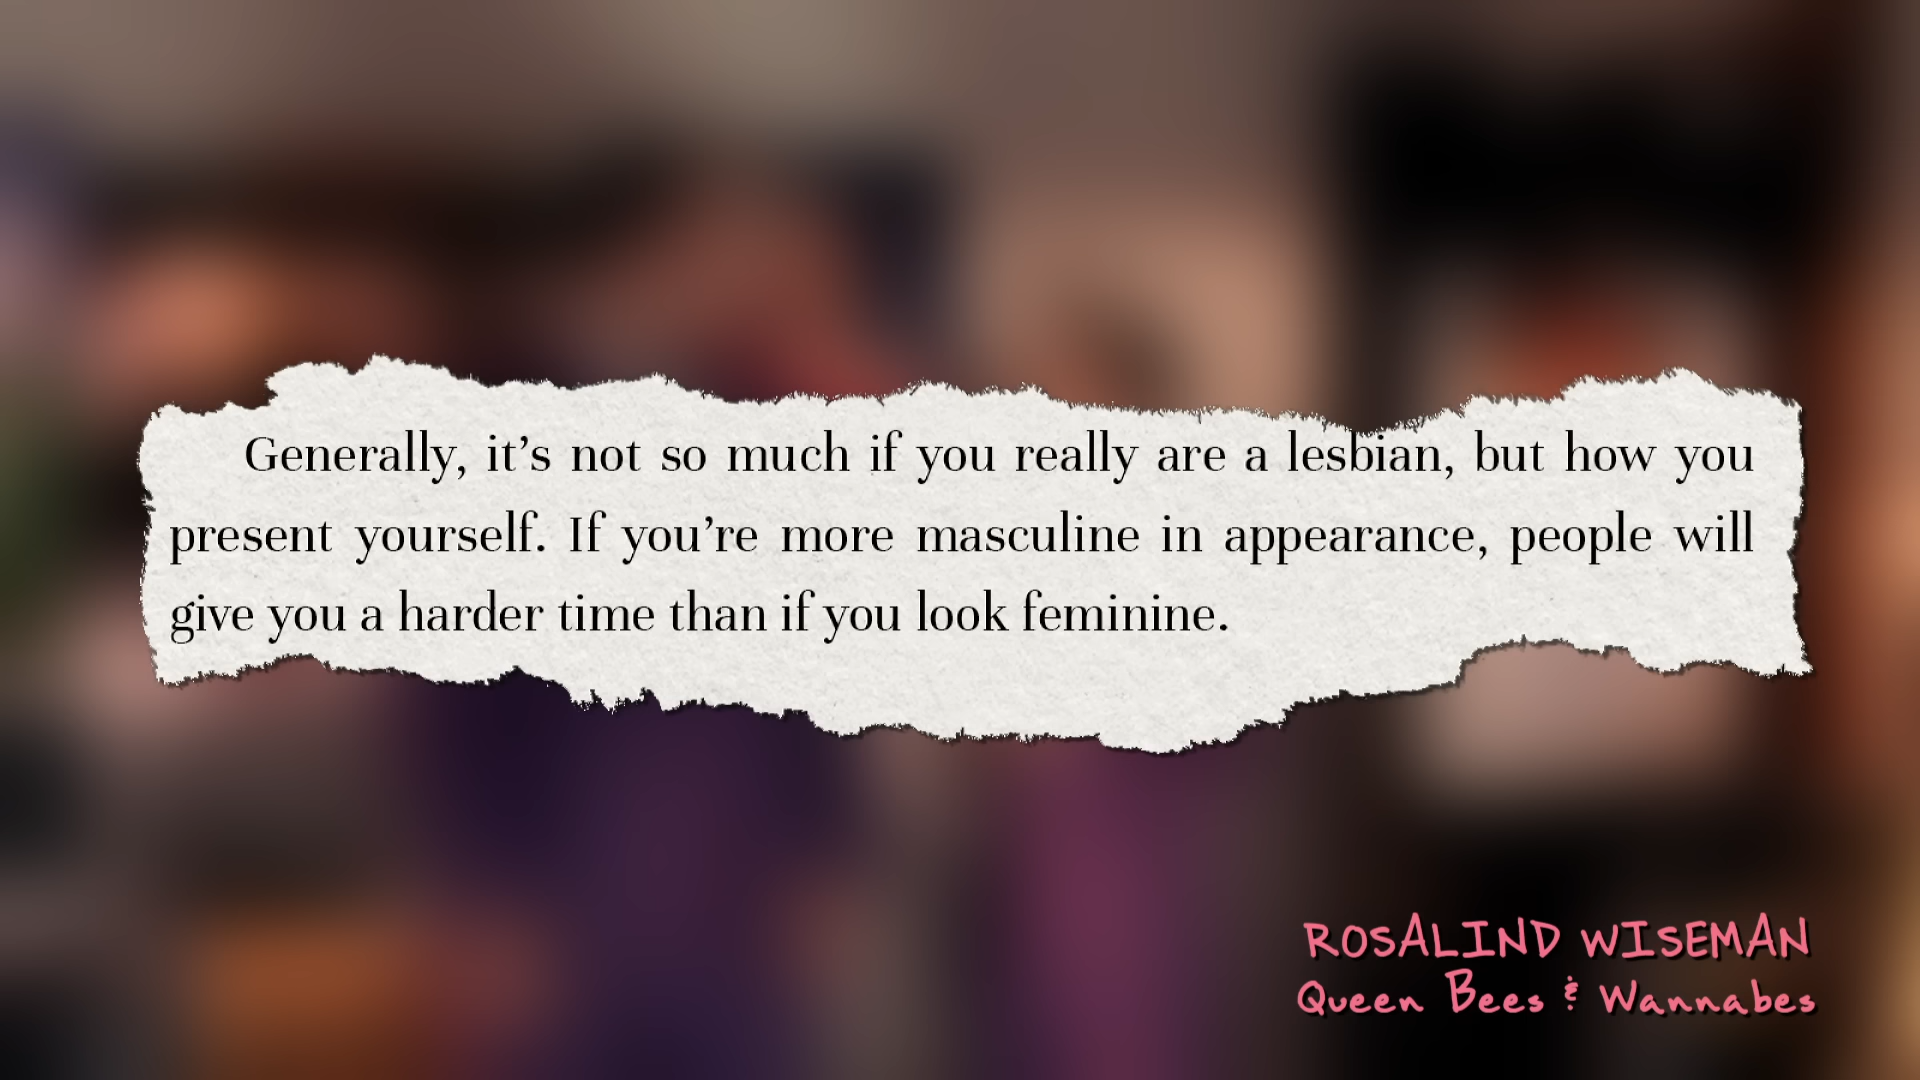 Generally, it’s not so much if you really are a lesbian, but how you
present yourself. If you’re more masculine in appearance, people will
give you a harder time than if you look feminine.
ROSALIND WISEMAN
Queen Bees & Wannabes